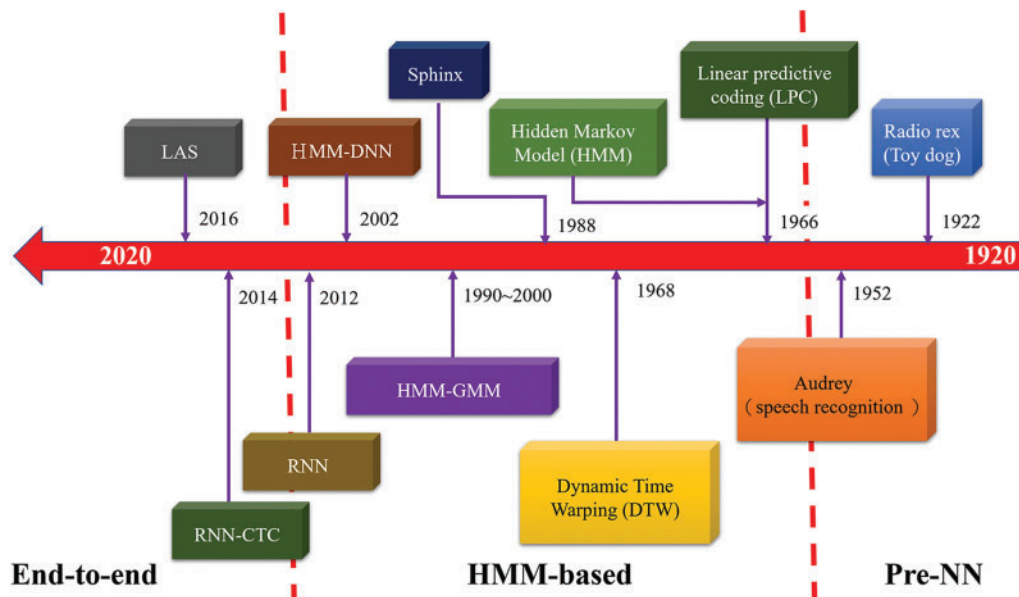 Sphinx
Linear predictive
coding (LPC)
LAS
HMM-DNN
Hidden Markov
Model (HMM)
Radio rex
(Toy dog)
2016
2002
1988
1966
1922
2020
1920
2014
2012
1990~2000
1968
1952
HMM-GMM
Audrey
(speech recognition)
RNN
Dynamic Time
Warping (DTW)
RNN-CTC
End-to-end
HMM-based
Pre-NN